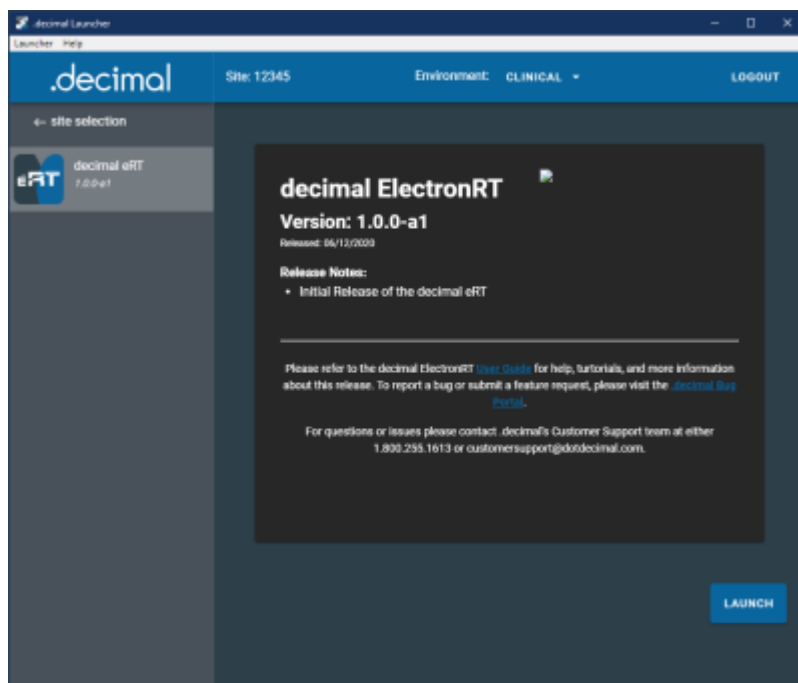 .decimal Launcher
Launcher Help
.decimal
Site: 12345
Environment: CLINICAL
LOGOUT
← site selection
eRT
decimal eRT
1.0.0-a1
decimal ElectronRT
Version: 1.0.0-a1
Released: 06/12/2020
Release Notes:
• Initial Release of the decimal eRT
Please refer to the decimal ElectronRT User Guide for help, turtorials, and more information
about this release. To report a bug or submit a feature request, please visit the .decimal Bug
Portal.
For questions or issues please contact .decimal's Customer Support team at either
1.800.255.1613 or customersupport@dotdecimal.com.
LAUNCH